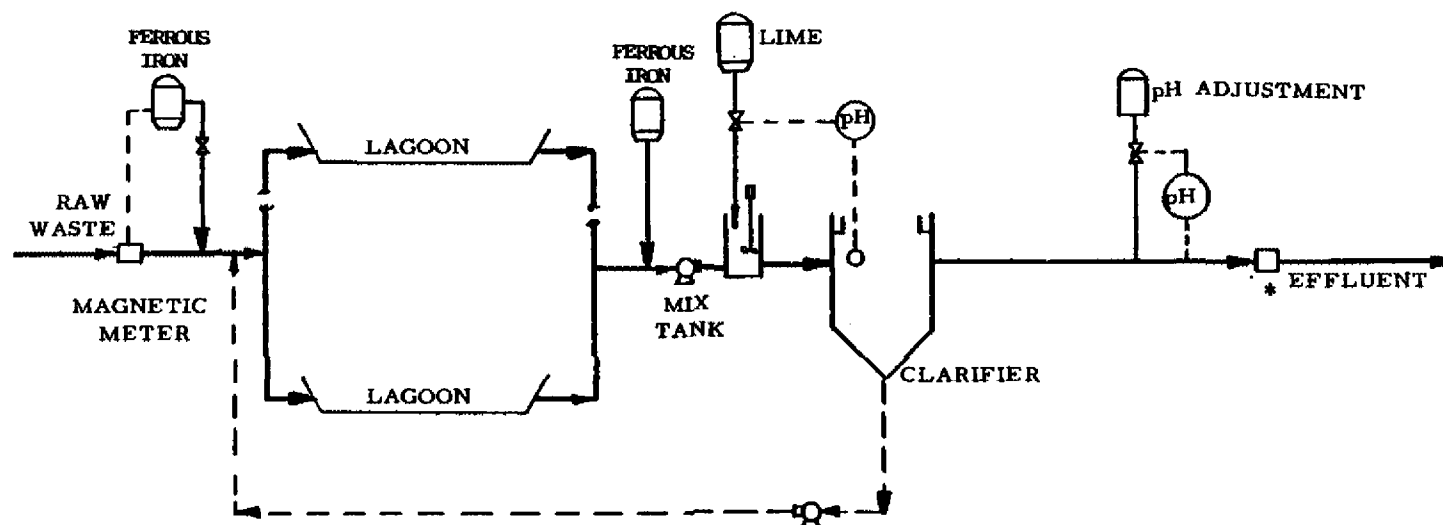 FERROUS
IRON
RAW
WASTE
MAGNETIC
METER
LAGOON
LAGOON
FERROUS
IRON
LIME
pH
MIX
TANK
CLARIFIER
pH ADJUSTMENT
pH
* EFFLUENT